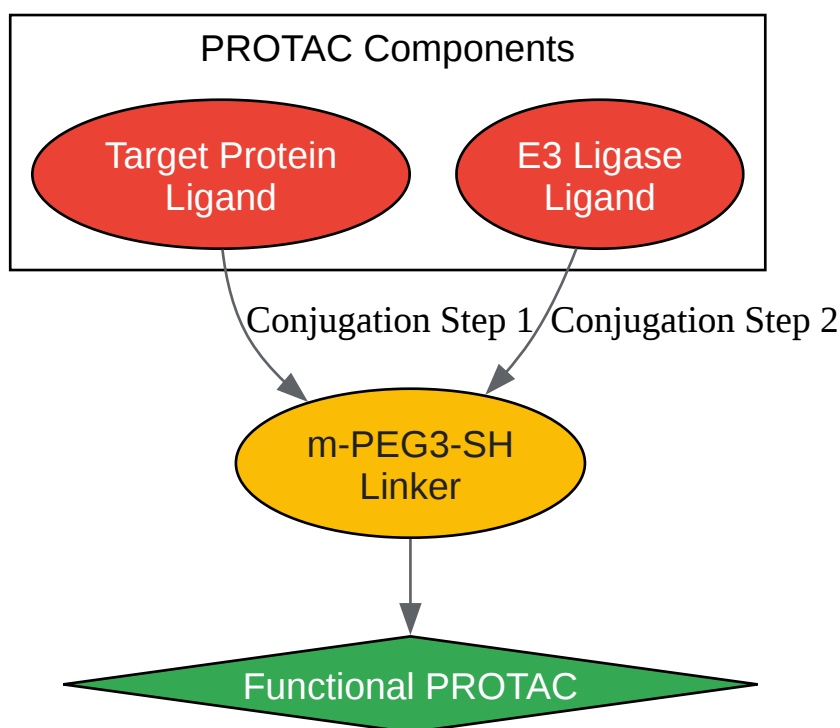 PROTAC Components
Target Protein
Ligand
E3 Ligase
Ligand
Conjugation Step 1
Conjugation Step 2
m-PEG3-SH
Linker
Functional PROTAC